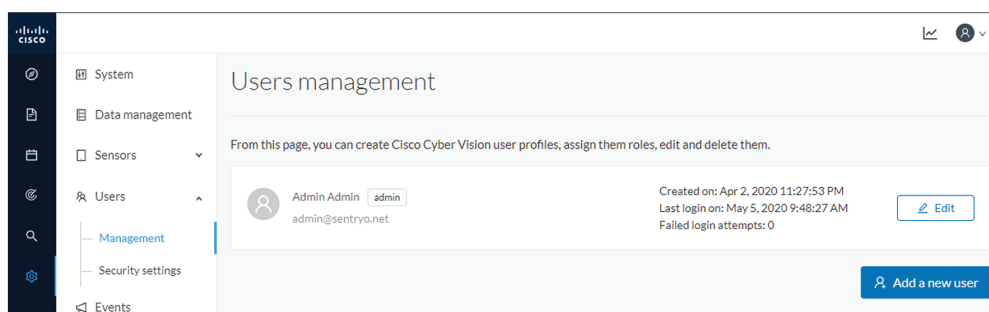 CISCO
System
Data management
Sensors
Users
Management
Security settings
Events
Users management
From this page, you can create Cisco Cyber Vision user profiles, assign them roles, edit and delete them.
Admin Admin admin
admin@sentryo.net
Created on: Apr 2, 2020 11:27:53 PM
Last login on: May 5, 2020 9:48:27 AM
Failed login attempts: 0
Edit
Add a new user